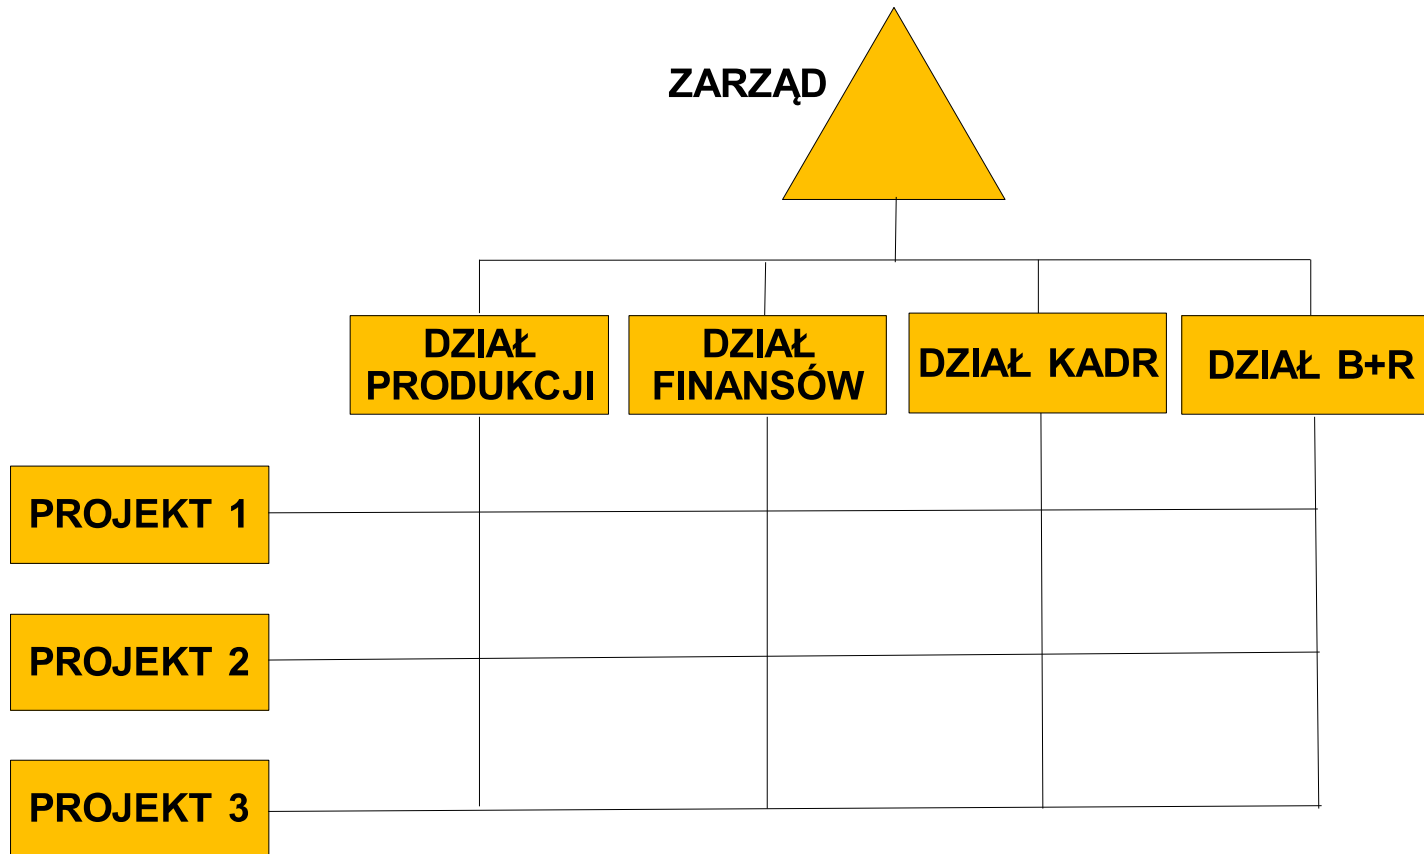 ZARZĄD
DZIAŁ
PRODUKCJI
DZIAŁ
FINANSÓW
DZIAŁ KADR
DZIAŁ B+R
PROJEKT 1
PROJEKT 2
PROJEKT 3